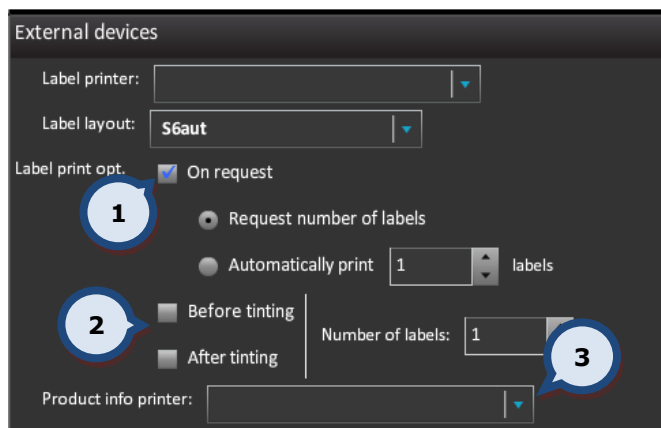 External devices
Label printer:
Label layout: S6aut
Label print opt. On request
1
Request number of labels
Automatically print 1 labels
2
Before tinting
Number of labels: 1
After tinting
3
Product info printer: